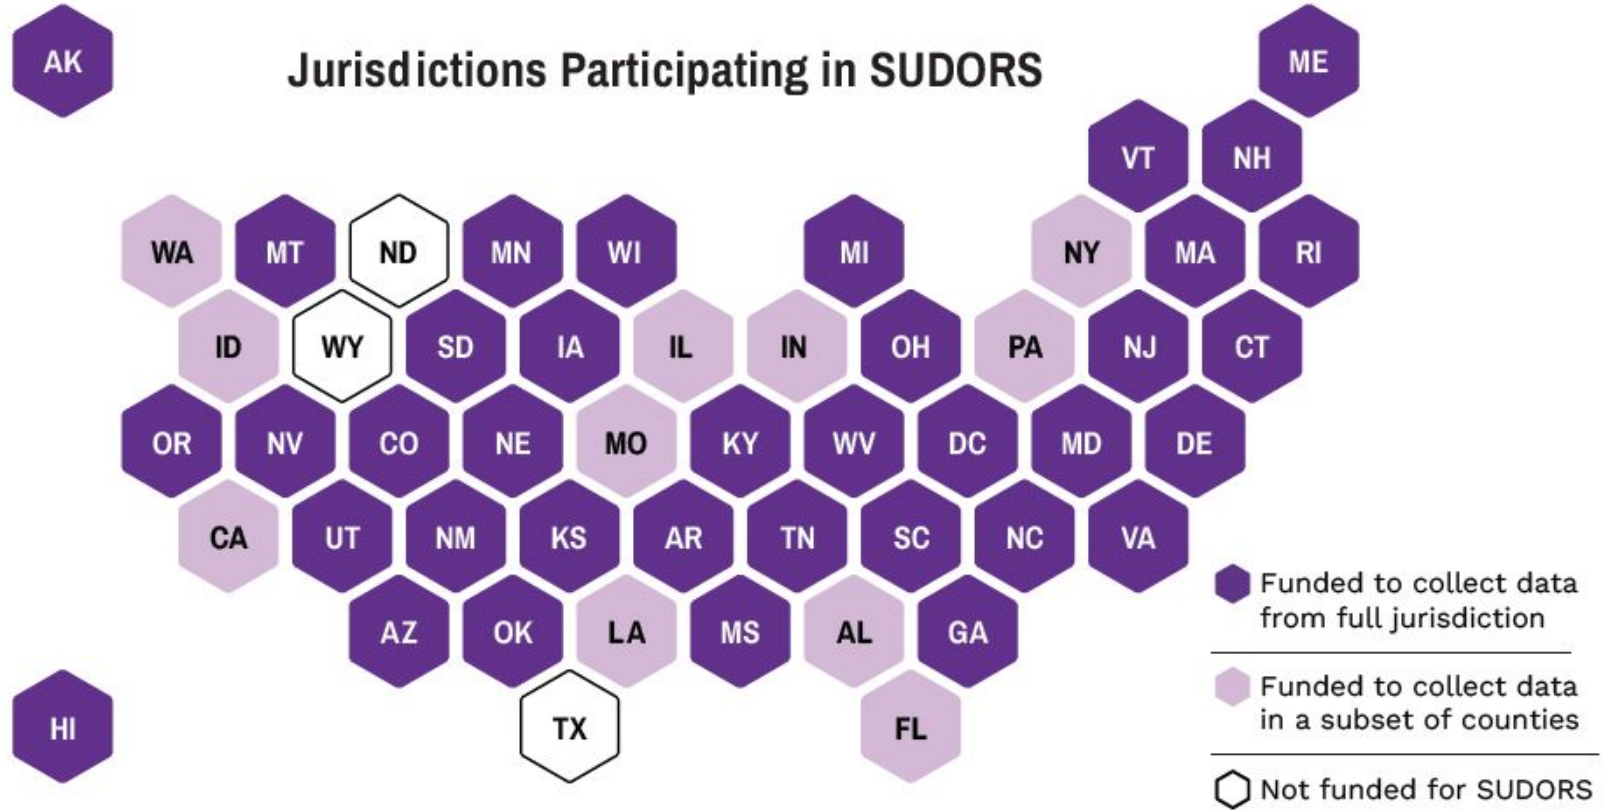 AK
Jurisdictions Participating in SUDORS
ME
VT
NH
WA
MT
ND
MN
WI
MI
NY
MA
RI
ID
WY
SD
IA
IL
IN
OH
PA
NJ
CT
OR
NV
CO
NE
MO
KY
WV
DC
MD
DE
CA
UT
NM
KS
AR
TN
SC
NC
VA
AZ
OK
LA
MS
AL
GA
HI
TX
FL
Funded to collect data
from full jurisdiction
Funded to collect data
in a subset of counties
Not funded for SUDORS